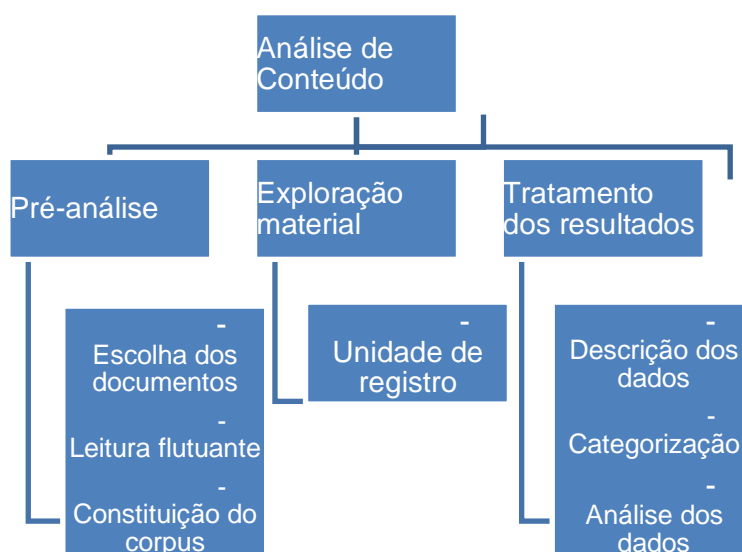 Análise de
Conteúdo
Pré-análise
Exploração
material
Tratamento
dos resultados
-
Escolha dos
documentos
-
Leitura flutuante
-
Constituição do
corpus
-
Unidade de
registro
-
Descrição dos
dados
-
Categorização
-
Análise dos
dados